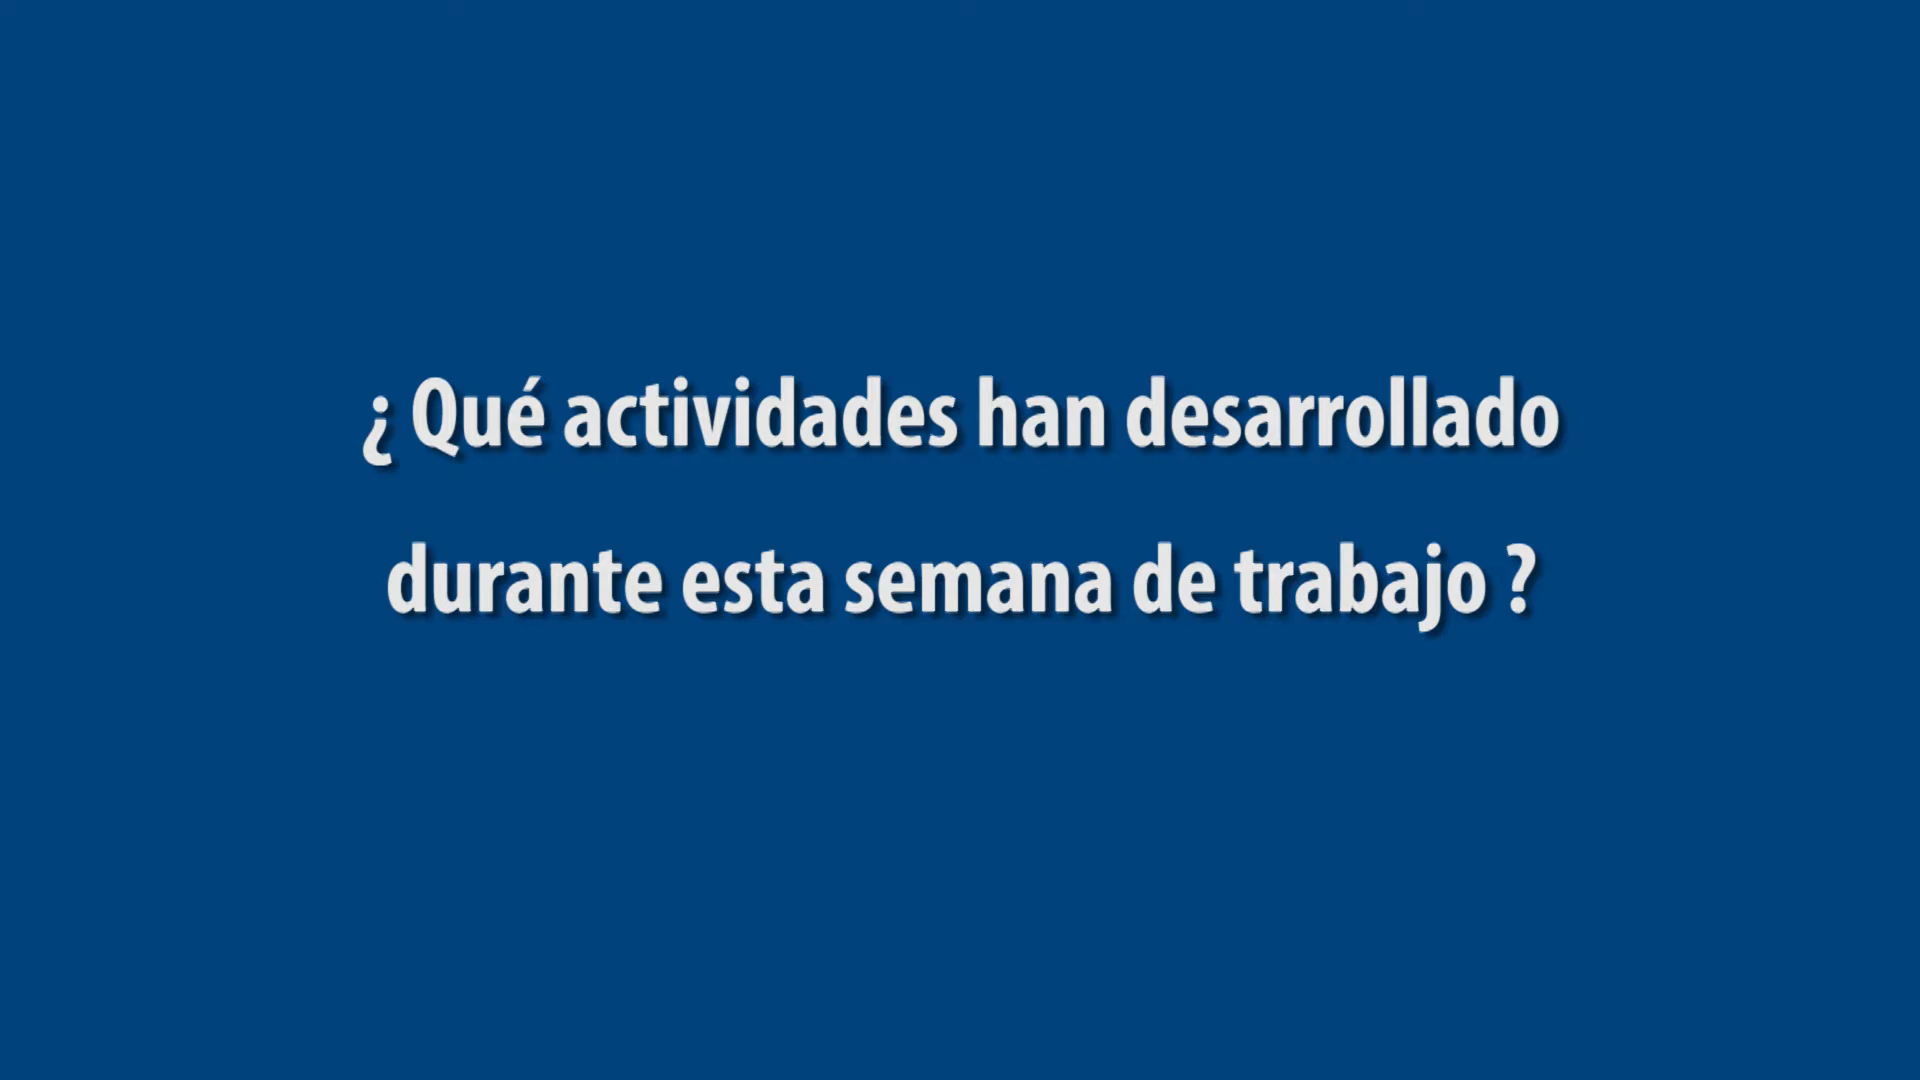 ¿ Qué actividades han desarrollado
durante esta semana de trabajo ?